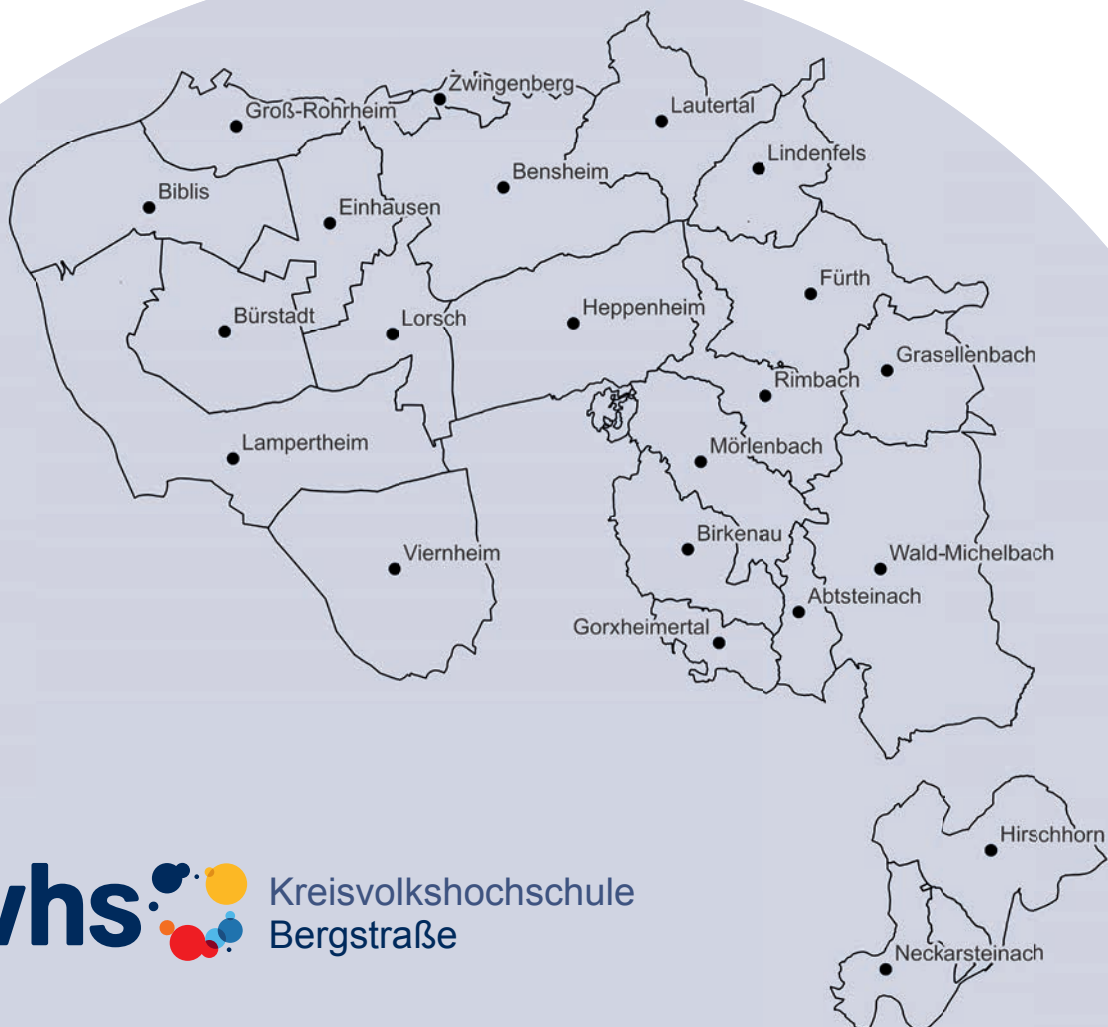 Zwingenberg
Groß-Rohrheim
Lautertal
Lindenfels
Bensheim
Biblis
Einhausen
Fürth
Heppenheim
Bürstadt
Lorsch
Grasellenbach
Rimbach
Lampertheim
Mörlenbach
Birkenau
Viernheim
Wald-Michelbach
Abtsteinach
Gorxheimertal
Hirschhorn
vhs
Kreisvolkshochschule
Bergstraße
Neckarsteinach